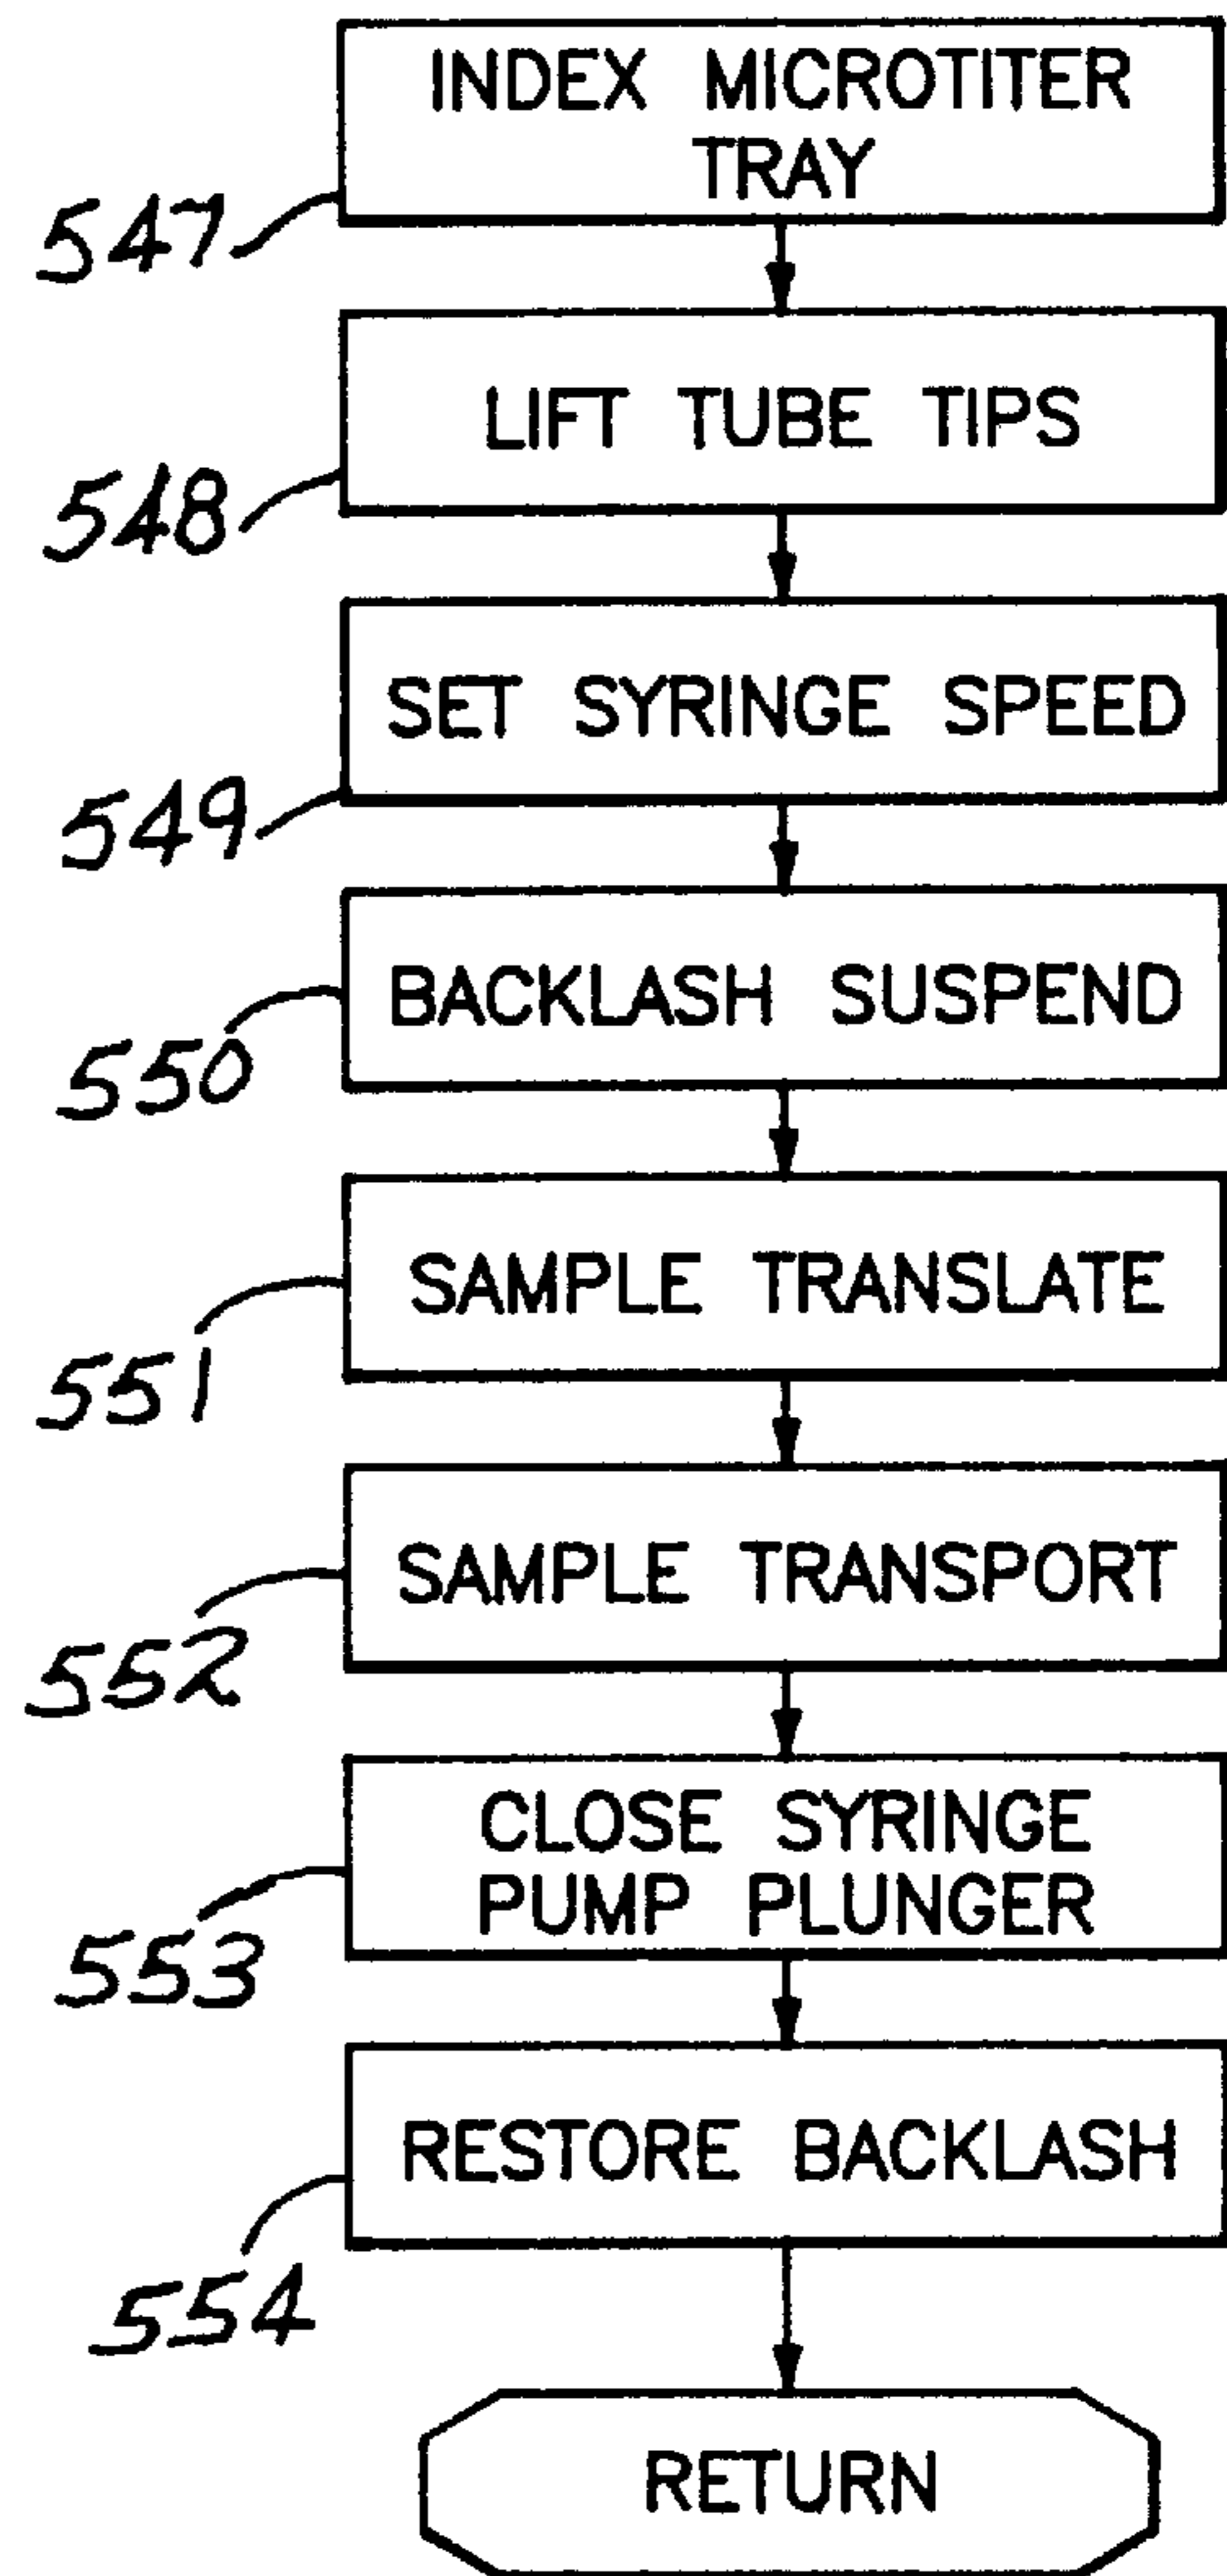 INDEX MICROTITER
TRAY
547
LIFT TUBE TIPS
548
SET SYRINGE SPEED
549
BACKLASH SUSPEND
550
SAMPLE TRANSLATE
551
SAMPLE TRANSPORT
552
CLOSE SYRINGE
PUMP PLUNGER
553
RESTORE BACKLASH
554
RETURN